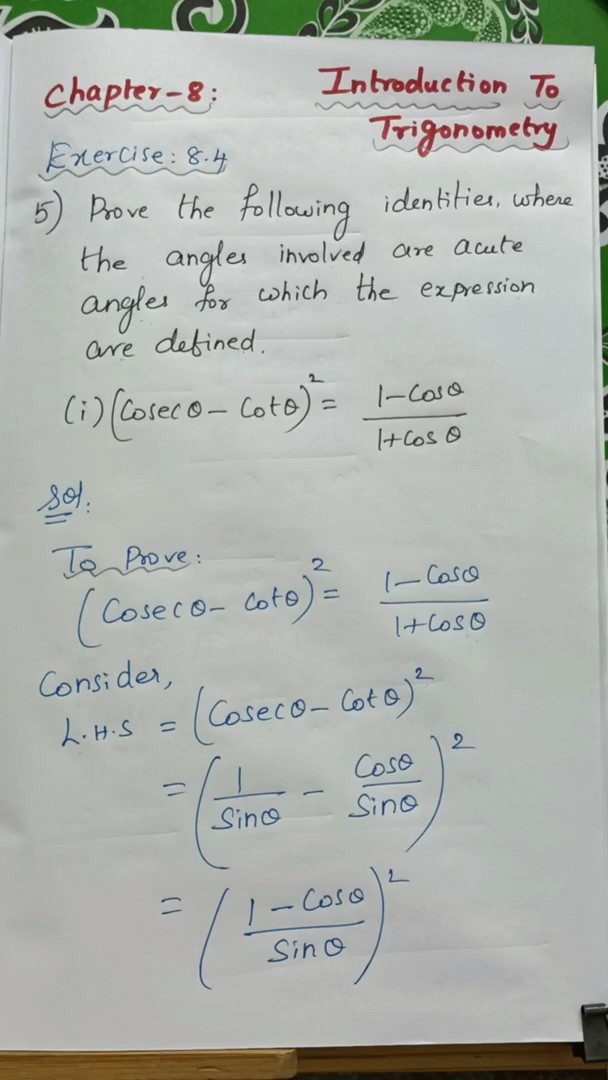 Chapter-8: Introduction To
Trigonometry
Exercise: 8.4
5) Prove the following identities, where
the angles involved are acute
angles for which the expression
are defined.
(i) (Cosecθ - Cotθ)² = 1-Cosθ / 1+Cosθ
Sol.
To Prove:
(Cosecθ - Cotθ)² = 1-Cosθ / 1+Cosθ
Consider,
L.H.S = (Cosecθ - Cotθ)²
= (1/Sinθ - Cosθ/Sinθ)²
= (1-Cosθ / Sinθ)²